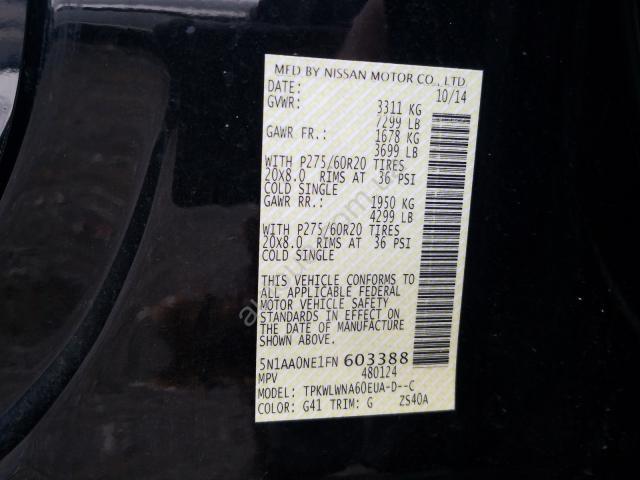 MFD BY NISSAN MOTOR CO., LTD.
DATE: 10/14
GVWR: 3311 KG
7299 LB
GAWR FR.: 1678 KG
3699 LB
WITH P275/60R20 TIRES
20X8.0 RIMS AT 36 PSI
COLD SINGLE
GAWR RR.: 1950 KG
4299 LB
WITH P275/60R20 TIRES
20X8.0 RIMS AT 36 PSI
COLD SINGLE
THIS VEHICLE CONFORMS TO
ALL APPLICABLE FEDERAL
MOTOR VEHICLE SAFETY
STANDARDS IN EFFECT ON
THE DATE OF MANUFACTURE
SHOWN ABOVE.
5N1AA0NE1FN 603388
MPV 480124
MODEL: TPKWLWNA60EUA-D--C
COLOR: G41 TRIM: G ZS40A